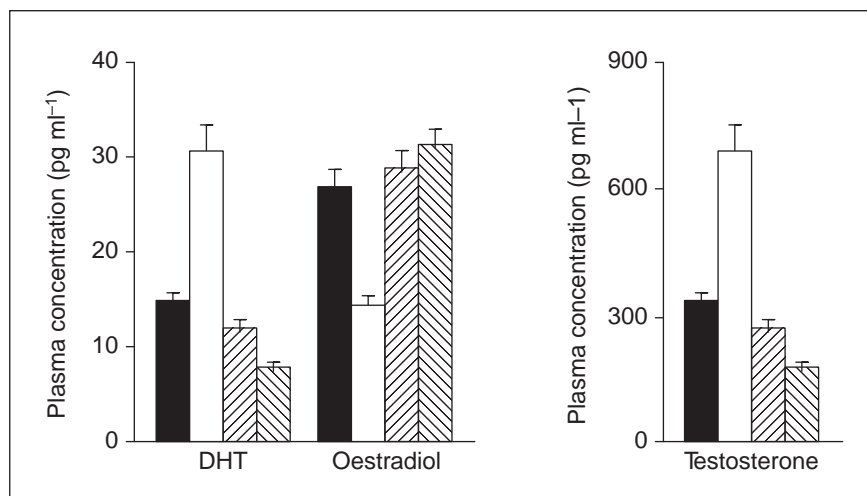 Plasma concentration (pg ml⁻¹)
40
30
20
10
0
DHT
Oestradiol
Plasma concentration (pg ml–1)
900
600
300
0
Testosterone